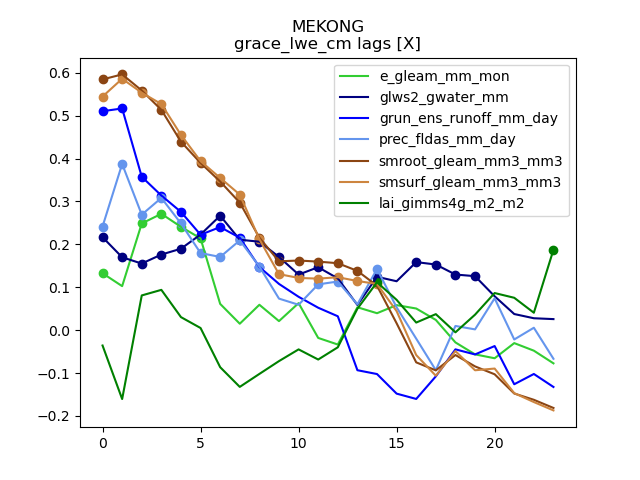 MEKONG
grace_lwe_cm lags [X]
e_gleam_mm_mon
glws2_gwater_mm
grun_ens_runoff_mm_day
prec_fldas_mm_day
smroot_gleam_mm3_mm3
smsurf_gleam_mm3_mm3
lai_gimms4g_m2_m2
0.6
0.5
0.4
0.3
0.2
0.1
0.0
−0.1
−0.2
0 5 10 15 20